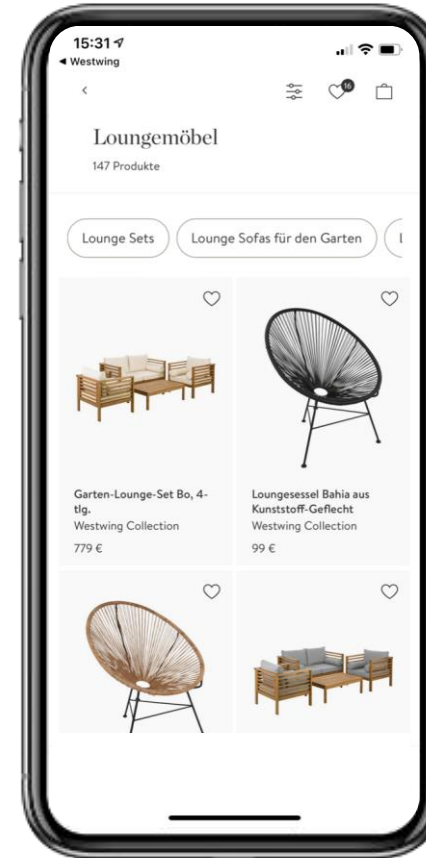 15:31
◀ Westwing
16
Loungemöbel
147 Produkte
Lounge Sets
Lounge Sofas für den Garten
Garten-Lounge-Set Bo, 4-
tlg.
Westwing Collection
779 €
Loungesessel Bahia aus
Kunststoff-Geflecht
Westwing Collection
99 €